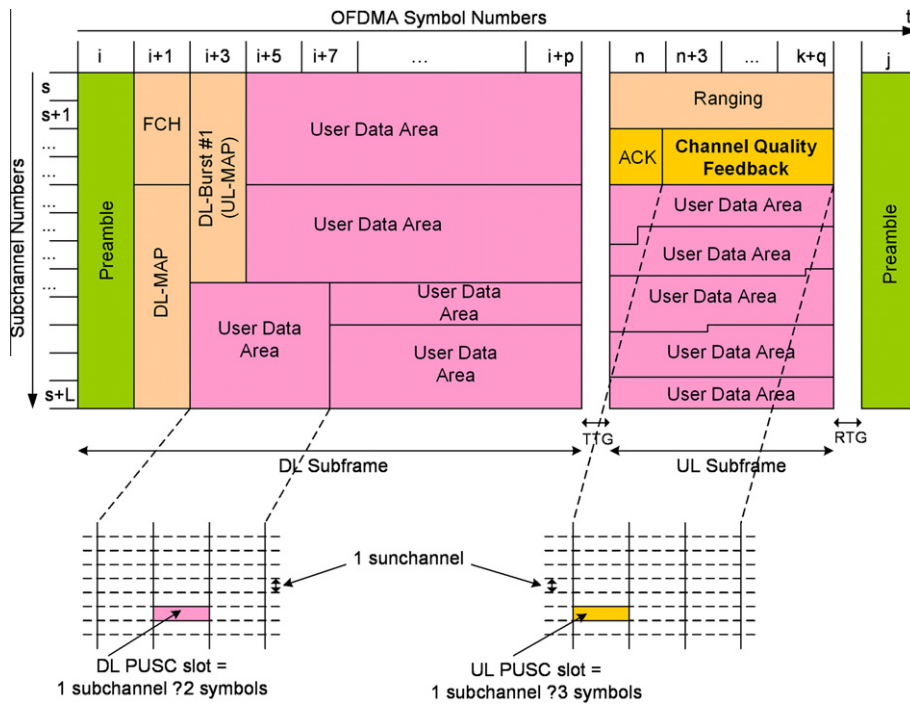 OFDMA Symbol Numbers
t
i
i+1
i+3
i+5
i+7
...
i+p
n
n+3
...
k+q
j
Subchannel Numbers
s
s+1
...
...
...
...
...
...
s+L
Preamble
FCH
DL-MAP
DL-Burst #1
(UL-MAP)
User Data Area
User Data Area
User Data
Area
User Data
Area
User Data
Area
Ranging
ACK
Channel Quality
Feedback
User Data Area
User Data Area
User Data Area
User Data Area
User Data Area
Preamble
TTG
RTG
DL Subframe
UL Subframe
1 sunchannel
DL PUSC slot =
1 subchannel ?2 symbols
UL PUSC slot =
1 subchannel ?3 symbols